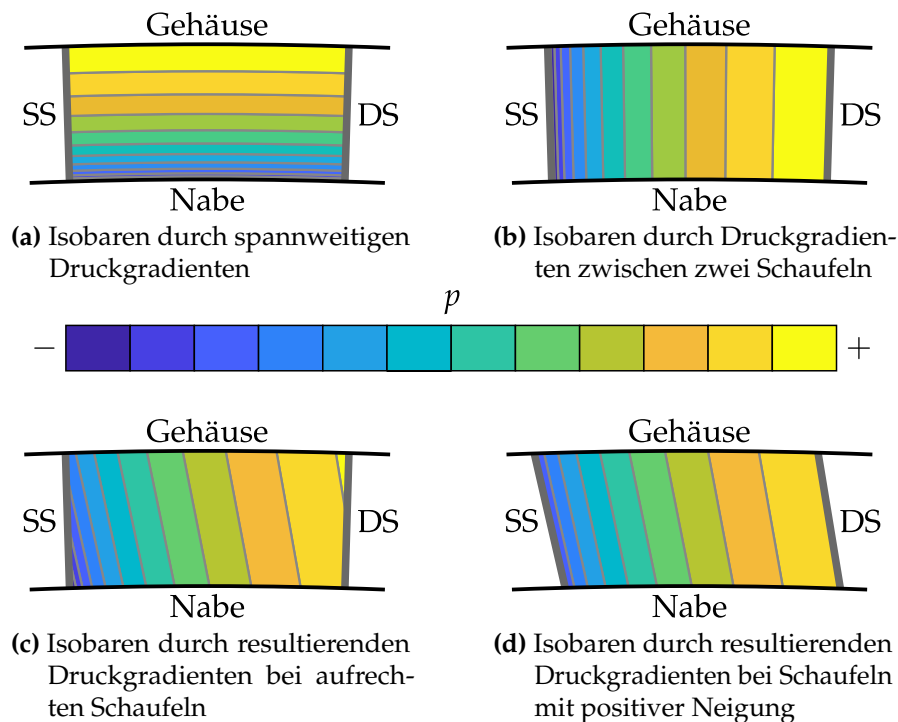 Gehäuse
SS
DS
Nabe
(a) Isobaren durch spannweitigen
Druckgradienten
Gehäuse
SS
DS
Nabe
(b) Isobaren durch Druckgradien-
ten zwischen zwei Schaufeln
p
− +
Gehäuse
SS
DS
Nabe
(c) Isobaren durch resultierenden
Druckgradienten bei aufrech-
ten Schaufeln
Gehäuse
SS
DS
Nabe
(d) Isobaren durch resultierenden
Druckgradienten bei Schaufeln
mit positiver Neigung